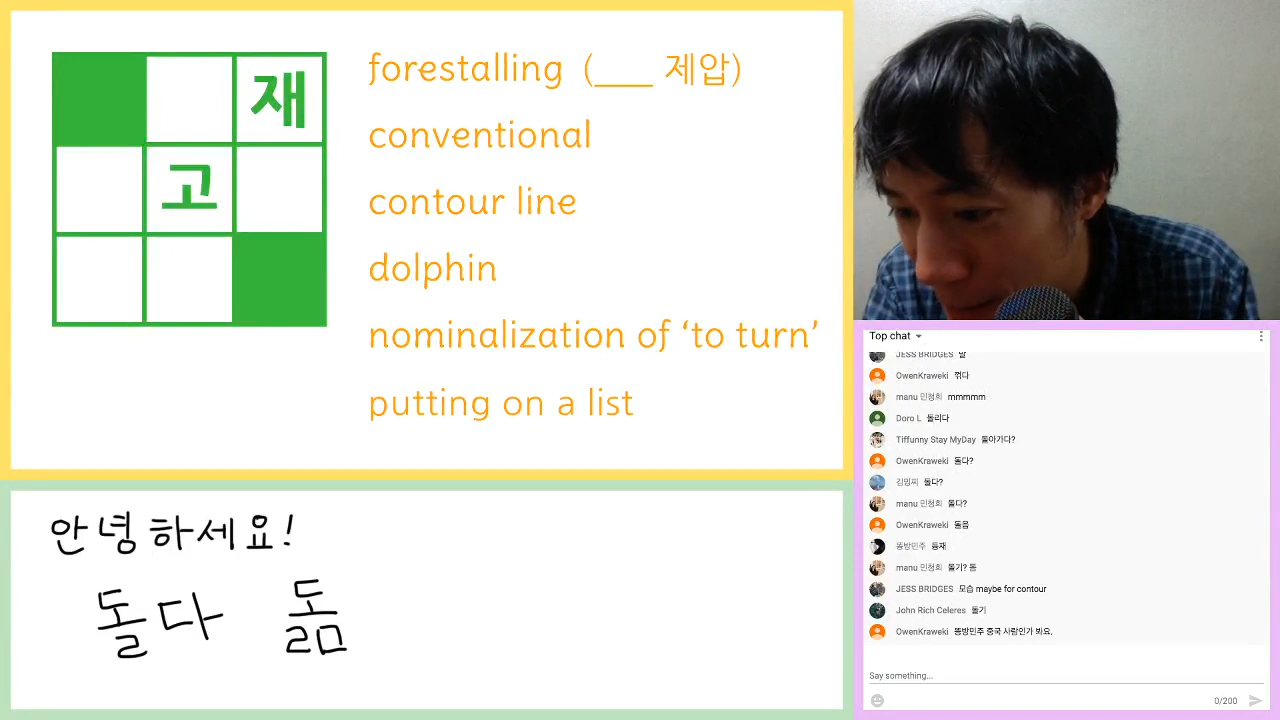 재
고
forestalling (___ 제압)
conventional
contour line
dolphin
nominalization of ‘to turn’
putting on a list
안녕하세요!
돌다 돎
Top chat
JESS BRIDGES 말
OwenKraweki 꺾다
manu 민정희 mmmmm
Doro L 돌리다
Tiffunny Stay MyDay 돌아가다?
OwenKraweki 돌다?
김밍찌 돌다?
manu 민정희 돌다?
OwenKraweki 돌음
똥방민주 등재
manu 민정희 돌기? 돎
JESS BRIDGES 모습 maybe for contour
John Rich Celeres 돌기
OwenKraweki 똥방민주 중국 사람인가 봐요.
Say something...
0/200